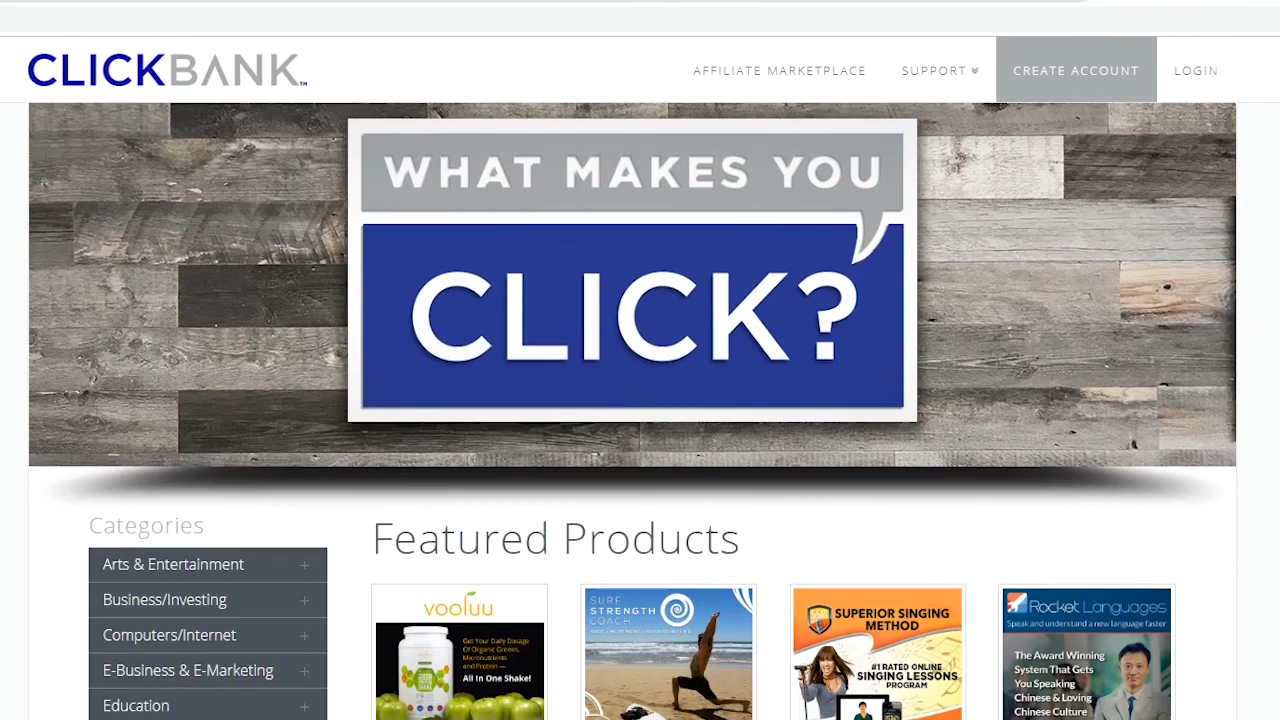 CLICKBANK™
AFFILIATE MARKETPLACE
SUPPORT
CREATE ACCOUNT
LOGIN
WHAT MAKES YOU
CLICK?
Categories
Arts & Entertainment +
Business/Investing +
Computers/Internet +
E-Business & E-Marketing +
Education +
Featured Products
vooluu
Get Your Daily Dosage
Of Organic Greens,
Micronutrients
and Protein —
All In One Shake!
SURF
STRENGTH
COACH
SUPERIOR SINGING
METHOD
#1 RATED ONLINE
SINGING LESSONS
PROGRAM
Rocket Languages
Speak and understand a new language faster
The Award Winning
System That Gets
You Speaking
Chinese & Loving
Chinese Culture